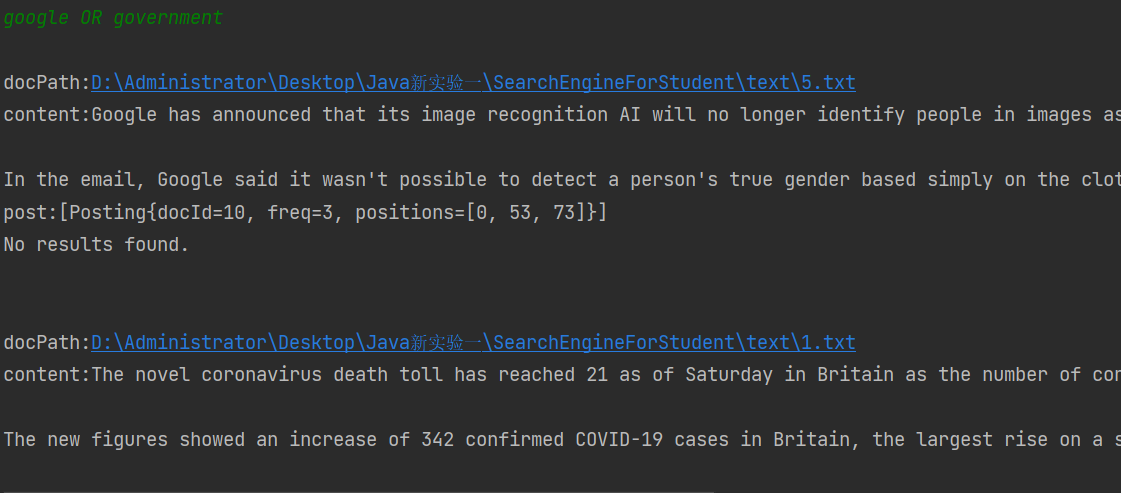 google OR government
docPath:D:\Administrator\Desktop\Java新实验一\SearchEngineForStudent\text\5.txt
content:Google has announced that its image recognition AI will no longer identify people in images as
In the email, Google said it wasn't possible to detect a person's true gender based simply on the clot
post:[Posting{docId=10, freq=3, positions=[0, 53, 73]}]
No results found.
docPath:D:\Administrator\Desktop\Java新实验一\SearchEngineForStudent\text\1.txt
content:The novel coronavirus death toll has reached 21 as of Saturday in Britain as the number of con
The new figures showed an increase of 342 confirmed COVID-19 cases in Britain, the largest rise on a s